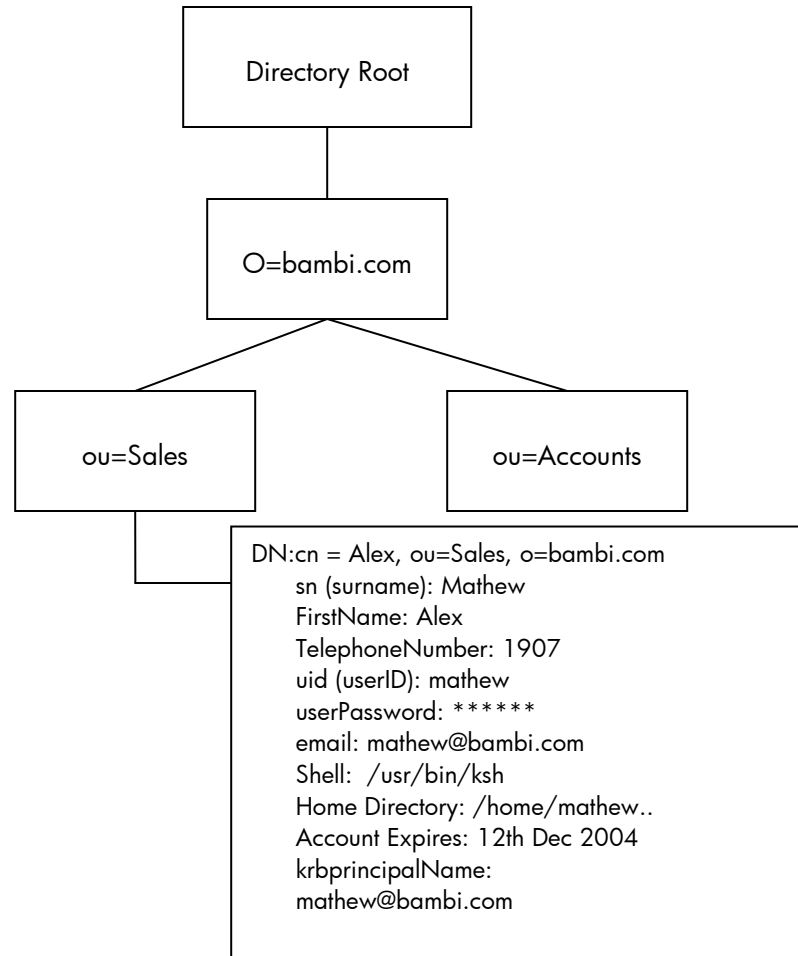 Directory Root
O=bambi.com
ou=Sales
ou=Accounts
DN:cn = Alex, ou=Sales, o=bambi.com
sn (surname): Mathew
FirstName: Alex
TelephoneNumber: 1907
uid (userID): mathew
userPassword: ******
email: mathew@bambi.com
Shell:  /usr/bin/ksh
Home Directory: /home/mathew..
Account Expires: 12th Dec 2004
krbprincipalName:
mathew@bambi.com